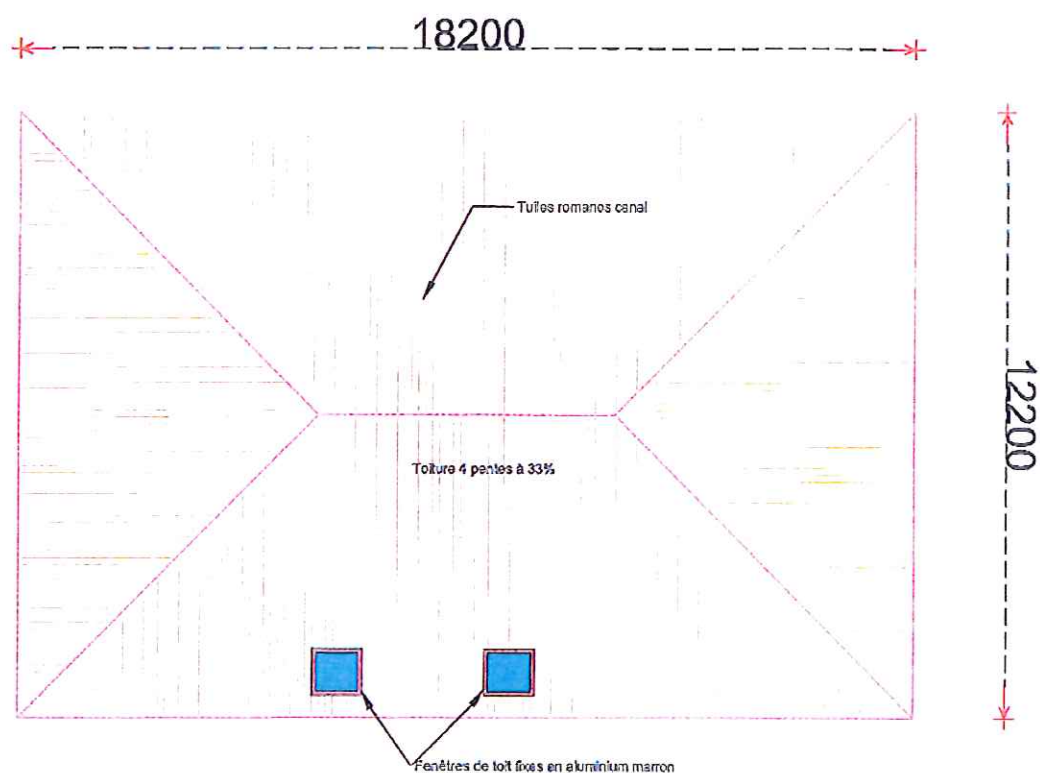 18200
Tuiles romanes canal
12200
Toiture 4 pentes à 33%
Fenêtres de toit fixes en aluminium marron